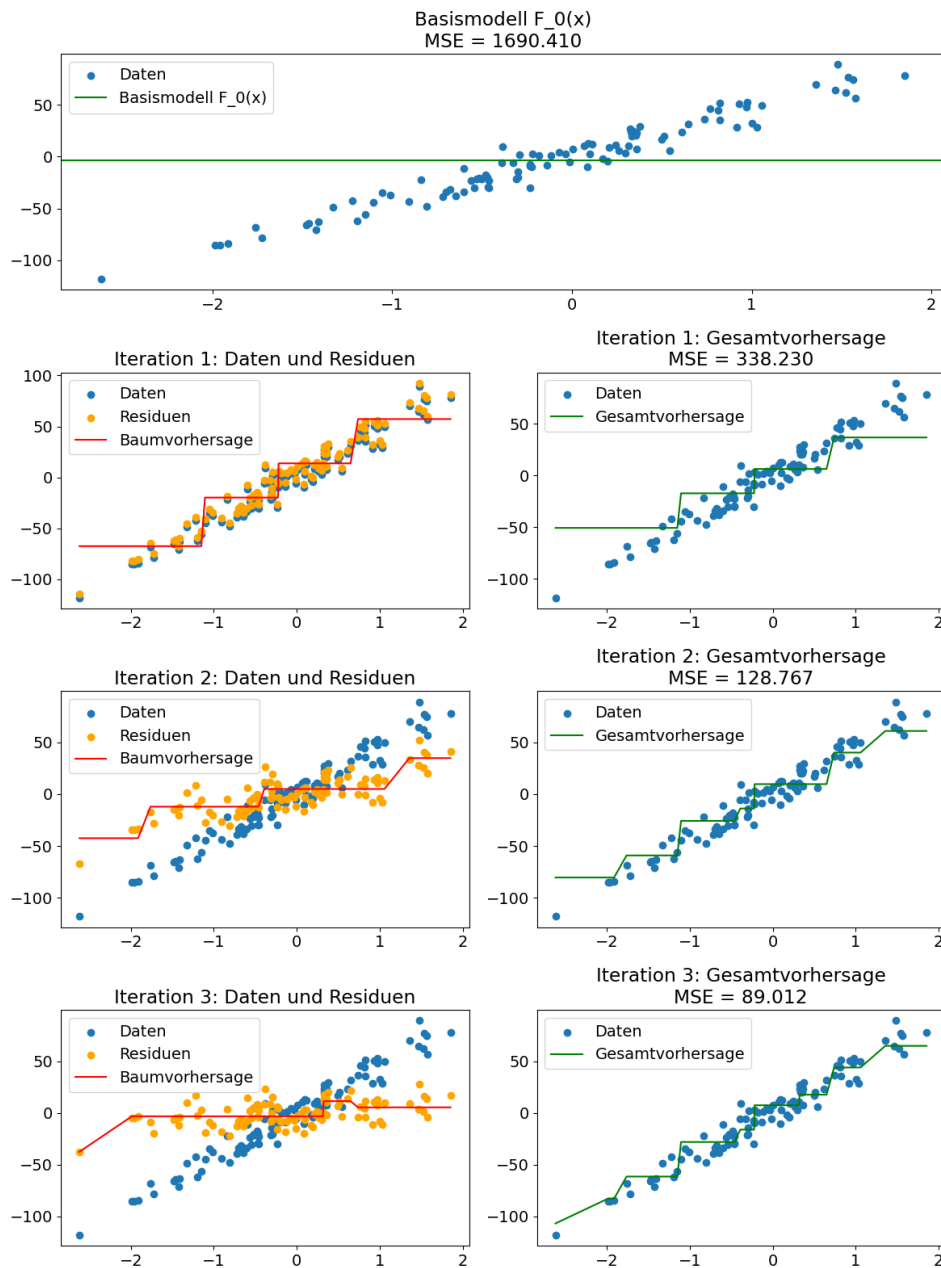 Basismodell F_0(x)
MSE = 1690.410
Daten
Basismodell F_0(x)
50
0
−50
−100
−2 −1 0 1 2
Iteration 1: Daten und Residuen
Daten
Residuen
Baumvorhersage
100
50
0
−50
−100
−2 −1 0 1 2
Iteration 1: Gesamtvorhersage
MSE = 338.230
Daten
Gesamtvorhersage
50
0
−50
−100
−2 −1 0 1 2
Iteration 2: Daten und Residuen
Daten
Residuen
Baumvorhersage
50
0
−50
−100
−2 −1 0 1 2
Iteration 2: Gesamtvorhersage
MSE = 128.767
Daten
Gesamtvorhersage
50
0
−50
−100
−2 −1 0 1 2
Iteration 3: Daten und Residuen
Daten
Residuen
Baumvorhersage
50
0
−50
−100
−2 −1 0 1 2
Iteration 3: Gesamtvorhersage
MSE = 89.012
Daten
Gesamtvorhersage
50
0
−50
−100
−2 −1 0 1 2